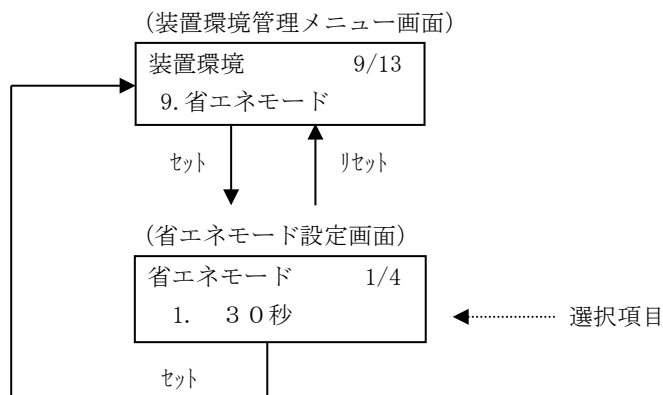 (装置環境管理メニュー画面)
装置環境 9/13
9.省エネモード
ｾｯﾄ ﾘｾｯﾄ
(省エネモード設定画面)
省エネモード 1/4
1. ３０秒
選択項目
ｾｯﾄ